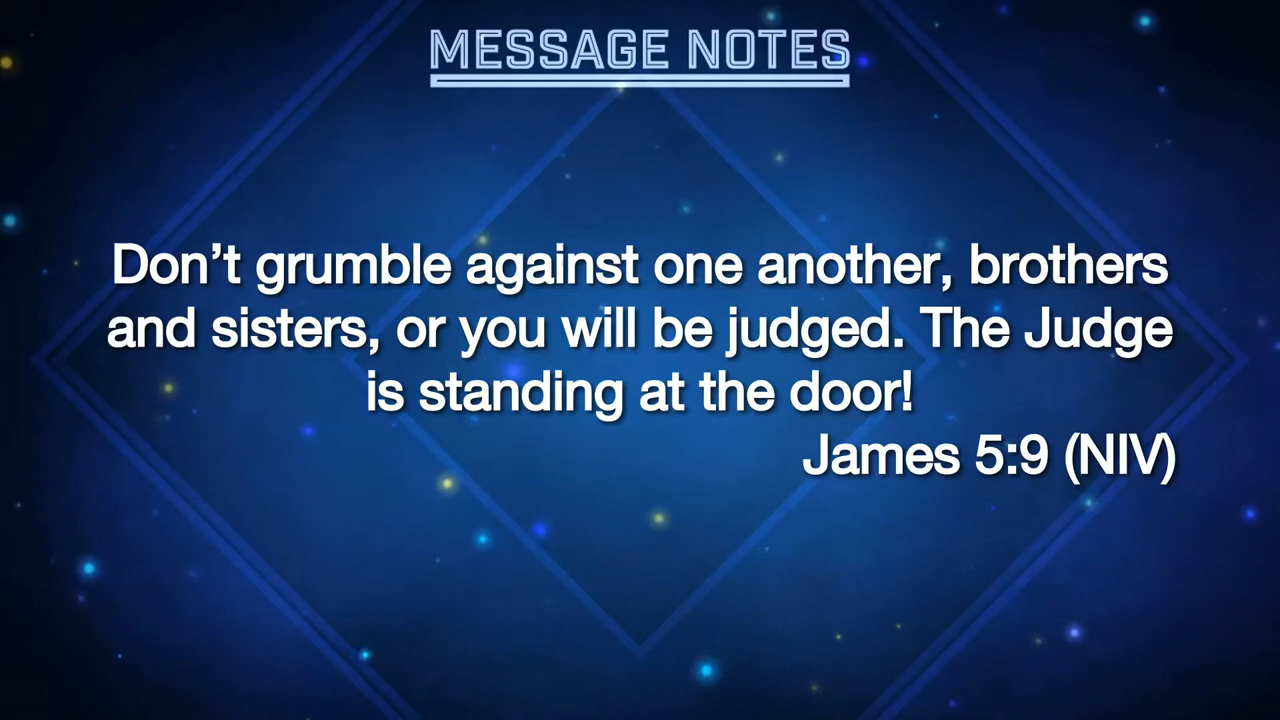 MESSAGE NOTES
Don’t grumble against one another, brothers
and sisters, or you will be judged. The Judge
is standing at the door!
James 5:9 (NIV)